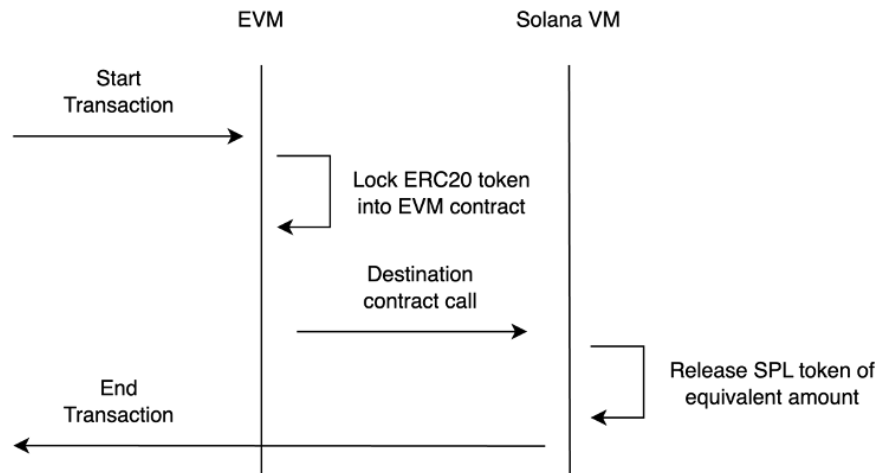 EVM
Solana VM
Start
Transaction
Lock ERC20 token
into EVM contract
Destination
contract call
Release SPL token of
equivalent amount
End
Transaction